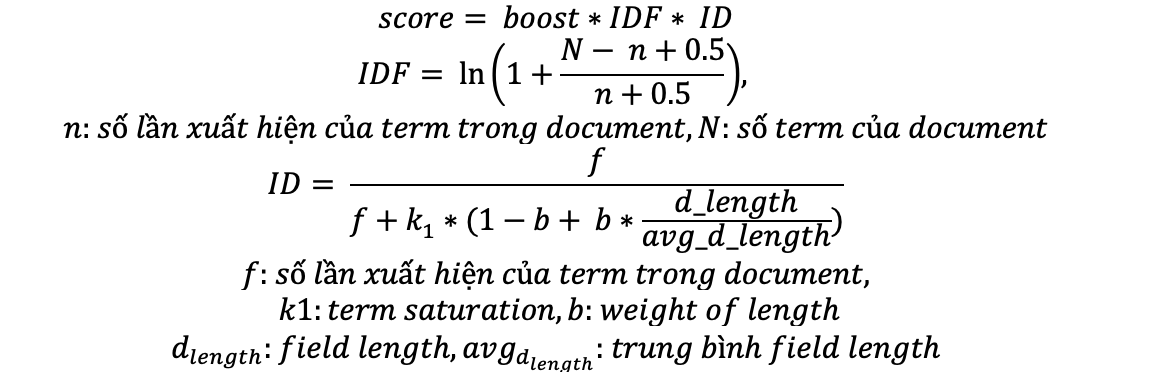 score = boost * IDF * ID
IDF = ln(1 + (N - n + 0.5)/(n + 0.5)),
n: số lần xuất hiện của term trong document, N: số term của document
ID = f/(f + k₁ * (1 - b + b * d_length/avg_d_length))
f: số lần xuất hiện của term trong document,
k1: term saturation, b: weight of length
d_length: field length, avg_d_length: trung bình field length